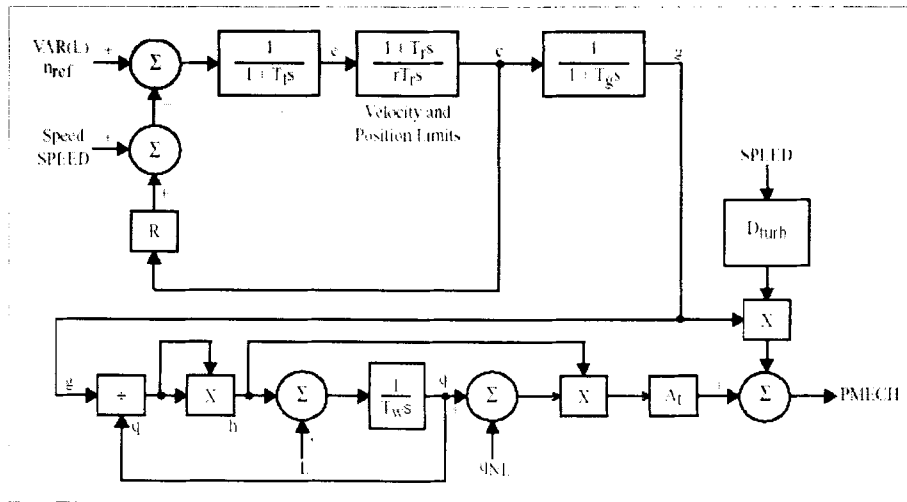 VAR(L)
nref
+
Σ
1
1 + Tfs
e
1 + Trs
rTrs
c
1
1 + Tgs
g
Velocity and
Position Limits
Speed
SPEED
+
Σ
+
R
SPEED
Dturb
X
g
÷
q
X
h
Σ
1
Tws
q
+
Σ
X
At
+
Σ
PMECH
qNL